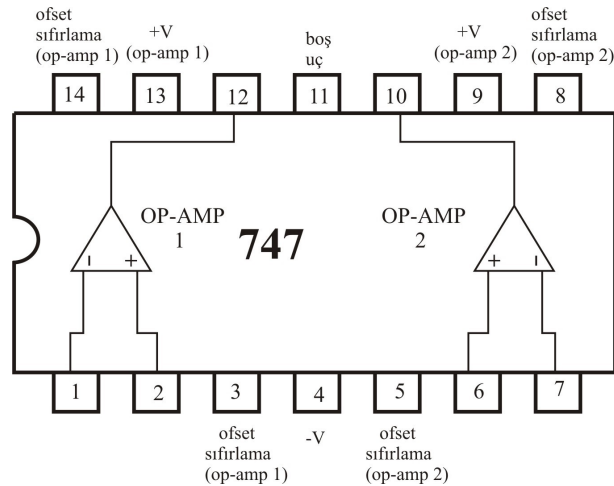 ofset
sıfırlama
(op-amp 1)
+V
(op-amp 1)
boş
uç
+V
(op-amp 2)
ofset
sıfırlama
(op-amp 2)
14
13
12
11
10
9
8
OP-AMP
1
747
OP-AMP
2
- +
+ -
1
2
3
4
5
6
7
ofset
sıfırlama
(op-amp 1)
-V
ofset
sıfırlama
(op-amp 2)